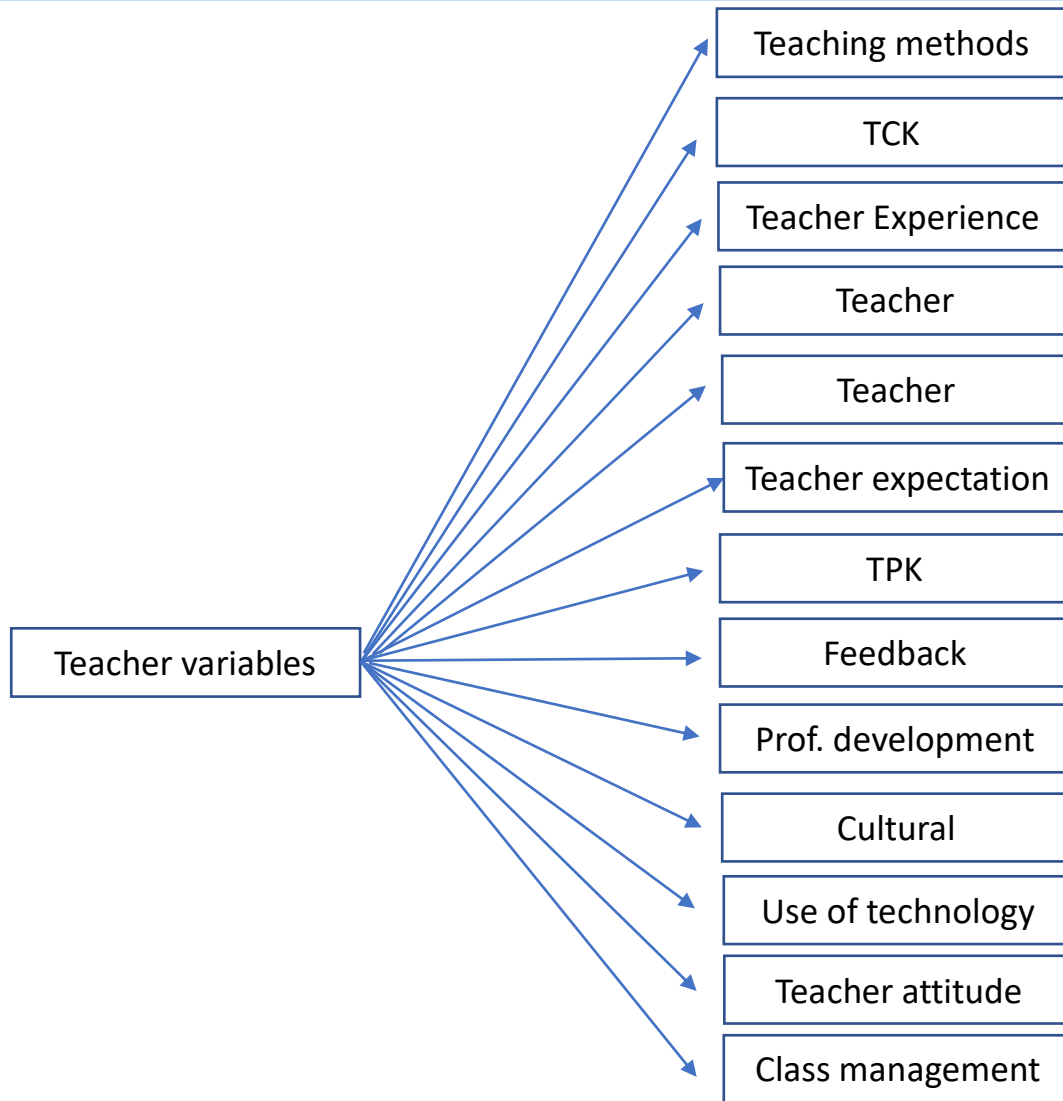 Teaching methods
TCK
Teacher Experience
Teacher
Teacher
Teacher expectation
TPK
Teacher variables
Feedback
Prof. development
Cultural
Use of technology
Teacher attitude
Class management